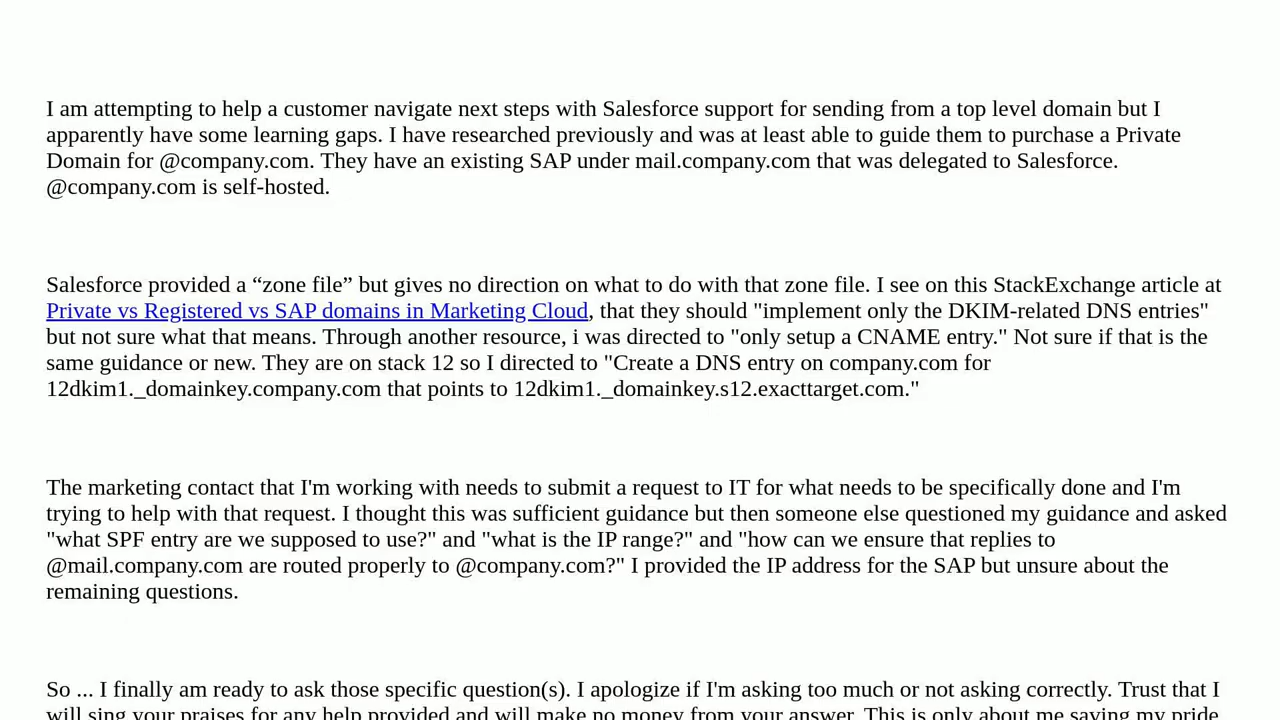 I am attempting to help a customer navigate next steps with Salesforce support for sending from a top level domain but I
apparently have some learning gaps. I have researched previously and was at least able to guide them to purchase a Private
Domain for @company.com. They have an existing SAP under mail.company.com that was delegated to Salesforce.
@company.com is self-hosted.
Salesforce provided a “zone file” but gives no direction on what to do with that zone file. I see on this StackExchange article at
Private vs Registered vs SAP domains in Marketing Cloud, that they should "implement only the DKIM-related DNS entries"
but not sure what that means. Through another resource, i was directed to "only setup a CNAME entry." Not sure if that is the
same guidance or new. They are on stack 12 so I directed to "Create a DNS entry on company.com for
12dkim1._domainkey.company.com that points to 12dkim1._domainkey.s12.exacttarget.com."
The marketing contact that I'm working with needs to submit a request to IT for what needs to be specifically done and I'm
trying to help with that request. I thought this was sufficient guidance but then someone else questioned my guidance and asked
"what SPF entry are we supposed to use?" and "what is the IP range?" and "how can we ensure that replies to
@mail.company.com are routed properly to @company.com?" I provided the IP address for the SAP but unsure about the
remaining questions.
So ... I finally am ready to ask those specific question(s). I apologize if I'm asking too much or not asking correctly. Trust that I
will sing your praises for any help provided and will make no money from your answer. This is only about me saving my pride